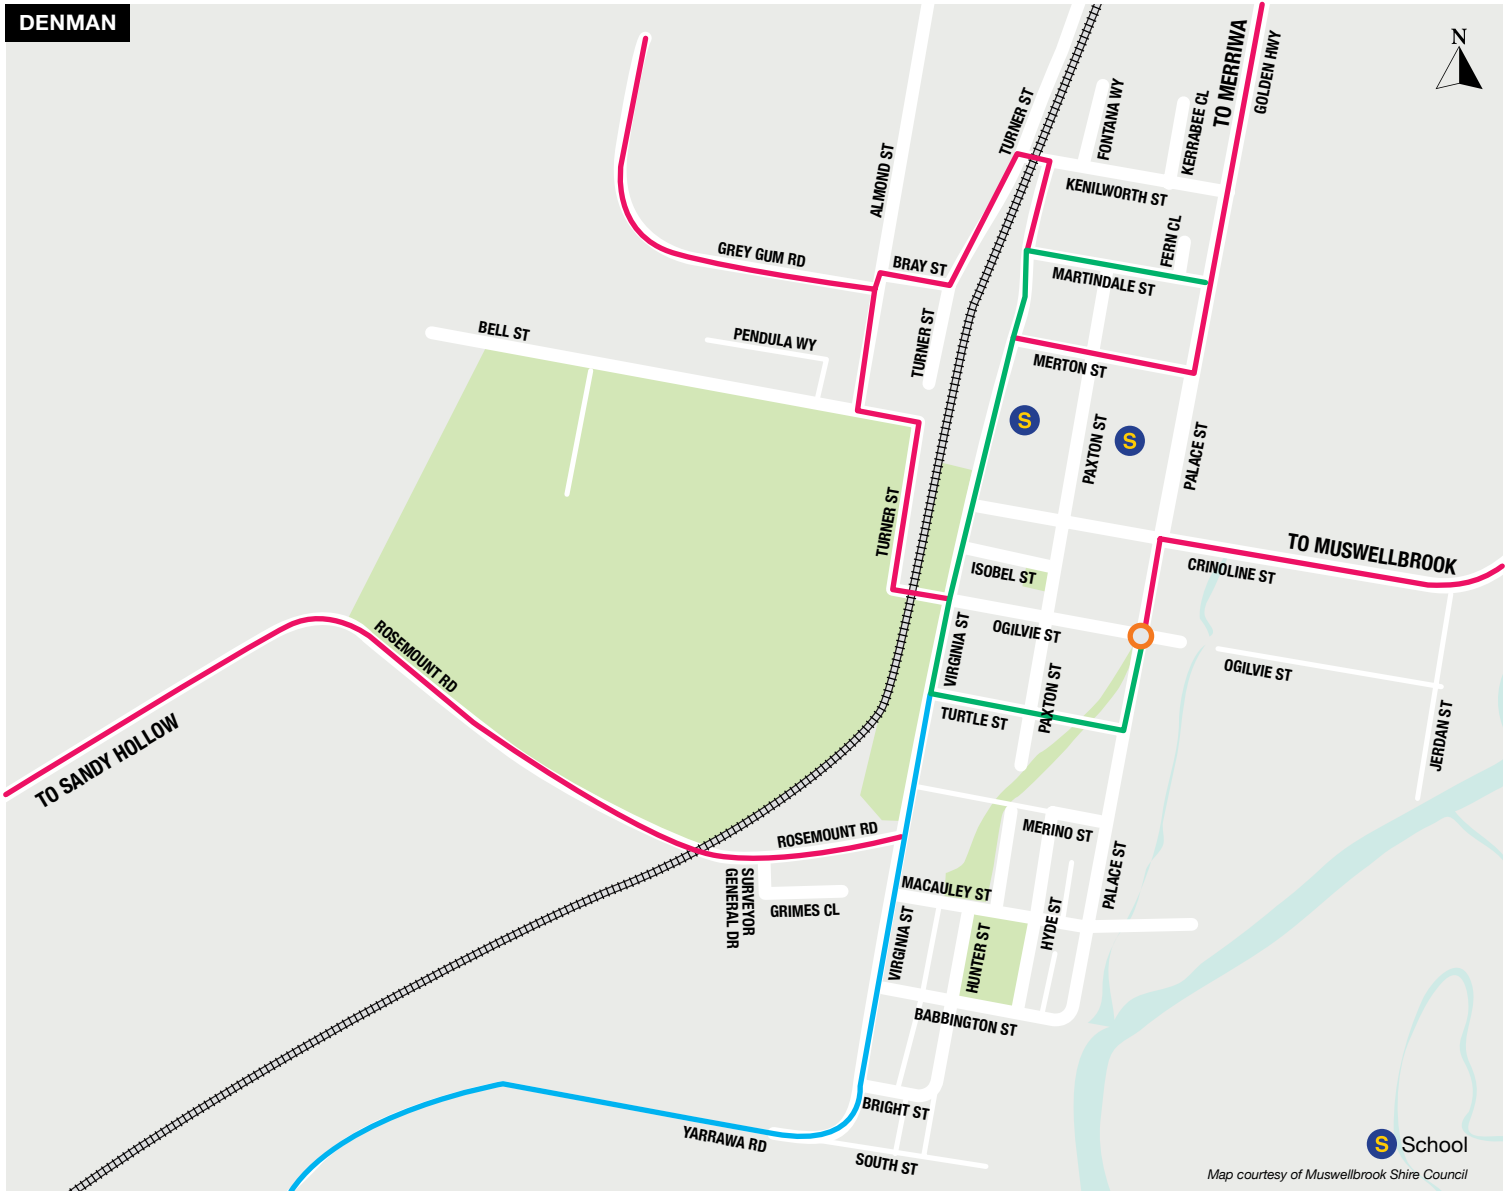 DENMAN
N
TO MERRIWA
GOLDEN HWY
TURNER ST
FONTANA WY
KERRABEE CL
ALMOND ST
KENILWORTH ST
FERN CL
GREY GUM RD
BRAY ST
MARTINDALE ST
BELL ST
PENDULA WY
TURNER ST
MERTON ST
S
S
PAXTON ST
PALACE ST
TURNER ST
TO MUSWELLBROOK
ISOBEL ST
CRINOLINE ST
OGILVIE ST
VIRGINIA ST
ROSEMOUNT RD
OGILVIE ST
PAXTON ST
TURTLE ST
JERDAN ST
TO SANDY HOLLOW
ROSEMOUNT RD
MERINO ST
PALACE ST
SURVEYOR
GENERAL DR
MACAULEY ST
GRIMES CL
HYDE ST
VIRGINIA ST
HUNTER ST
BABBINGTON ST
BRIGHT ST
YARRAWA RD
SOUTH ST
S School
Map courtesy of Muswellbrook Shire Council